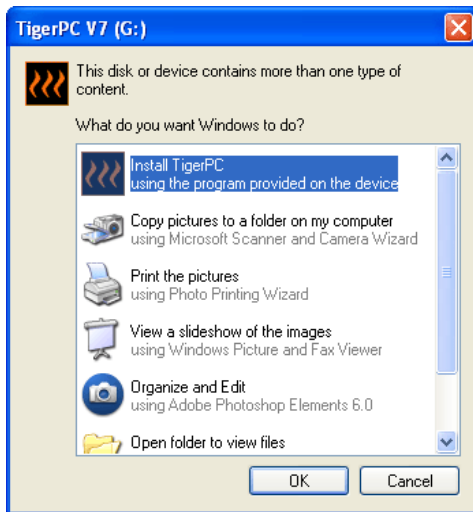 TigerPC V7 (G:)
This disk or device contains more than one type of
content.
What do you want Windows to do?
Install TigerPC
using the program provided on the device
Copy pictures to a folder on my computer
using Microsoft Scanner and Camera Wizard
Print the pictures
using Photo Printing Wizard
View a slideshow of the images
using Windows Picture and Fax Viewer
Organize and Edit
using Adobe Photoshop Elements 6.0
Open folder to view files
OK
Cancel